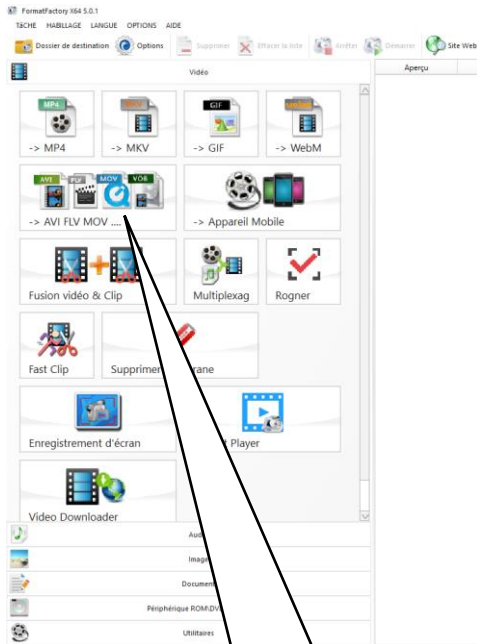 FormatFactory X64 5.0.1
TÂCHE HABILLAGE LANGUE OPTIONS AIDE
Dossier de destination Options Supprimer Effacer la liste Arrêter Démarrer Site Web
Vidéo
Aperçu
MP4 MKV GIF webm
-> MP4 -> MKV -> GIF -> WebM
AVI FLV MOV VOB
-> AVI FLV MOV .... -> Appareil Mobile
Fusion vidéo & Clip Multiplexag Rogner
Fast Clip Supprimer
Enregistrement d'écran Player
Video Downloader
Image
Document
Périphérique ROM\DV
Utilitaires